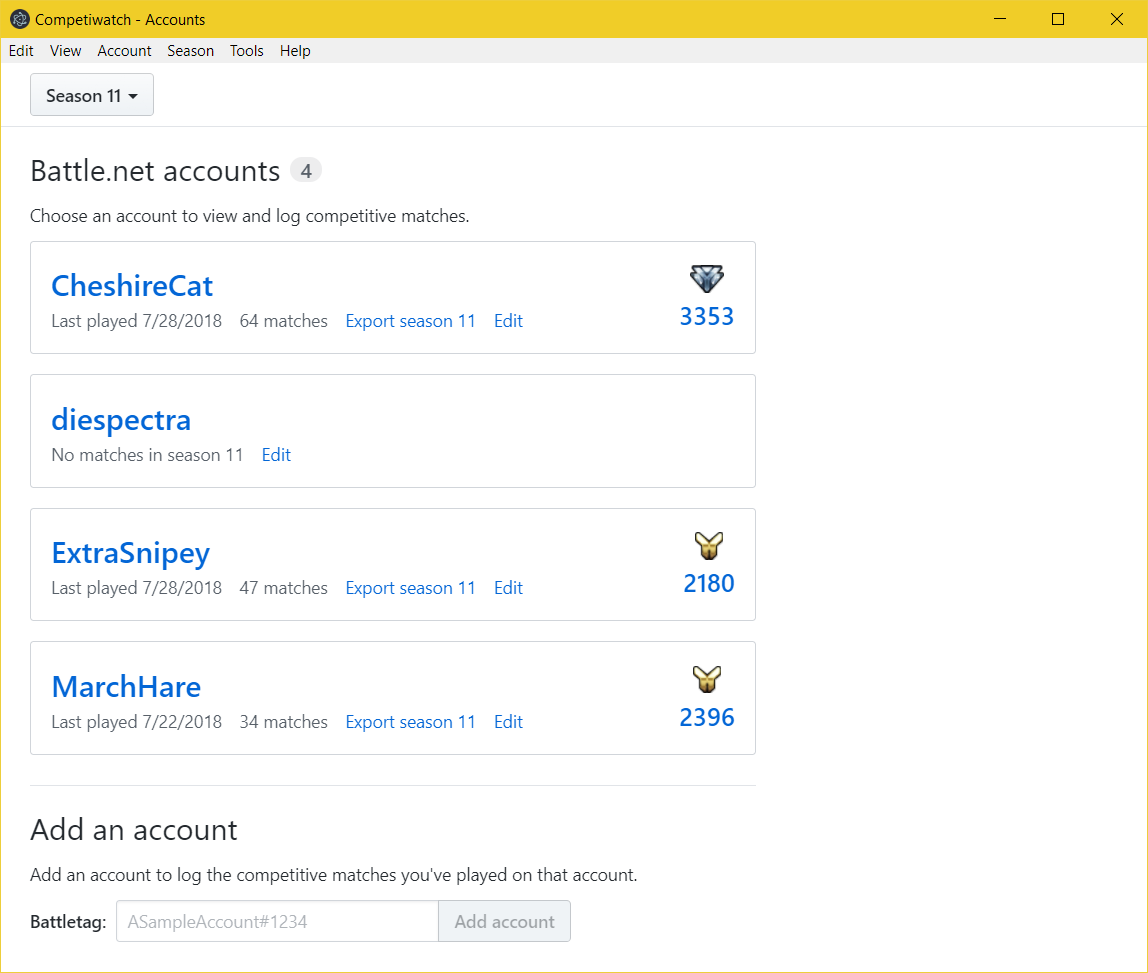 Competiwatch - Accounts
Edit View Account Season Tools Help
Season 11
Battle.net accounts 4
Choose an account to view and log competitive matches.
CheshireCat
Last played 7/28/2018 64 matches Export season 11 Edit
3353
diespectra
No matches in season 11 Edit
ExtraSnipey
Last played 7/28/2018 47 matches Export season 11 Edit
2180
MarchHare
Last played 7/22/2018 34 matches Export season 11 Edit
2396
Add an account
Add an account to log the competitive matches you've played on that account.
Battletag: ASampleAccount#1234 Add account